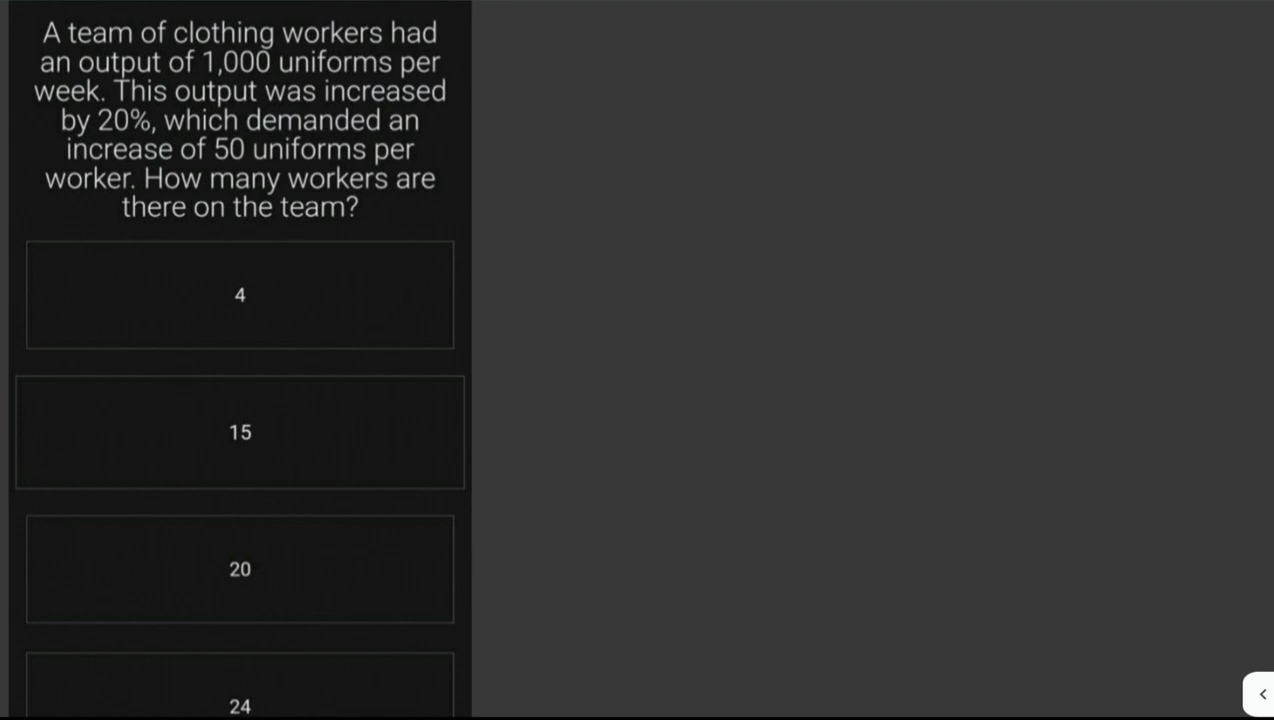 A team of clothing workers had
an output of 1,000 uniforms per
week. This output was increased
by 20%, which demanded an
increase of 50 uniforms per
worker. How many workers are
there on the team?
4
15
20
24